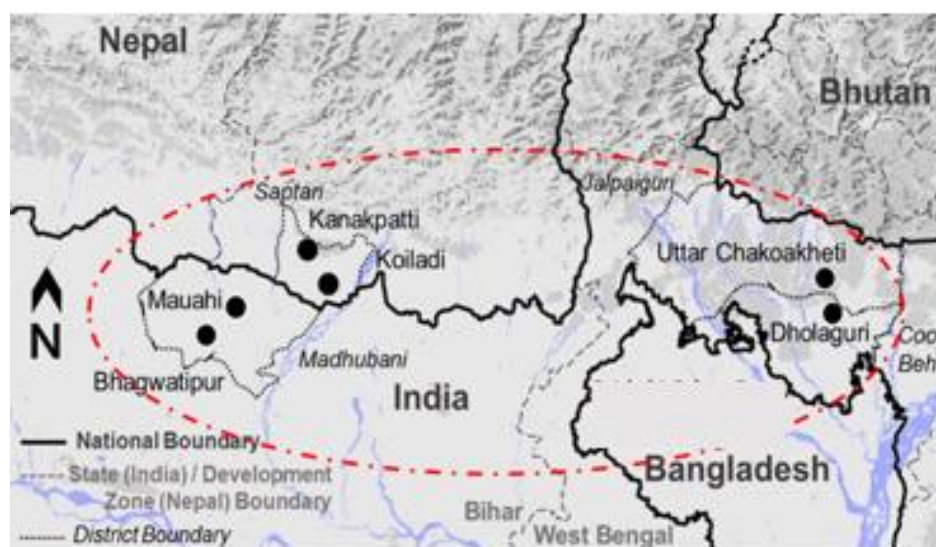 Nepal
Bhutan
Saptari
Jalpaiguri
Kanakpatti
Koiladi
Uttar Chakoakheti
Mauahi
N
Dholaguri
Coo
Beh
Madhubani
Bhagwatipur
India
National Boundary
State (India) / Development
Zone (Nepal) Boundary
Bangladesh
Bihar
West Bengal
District Boundary